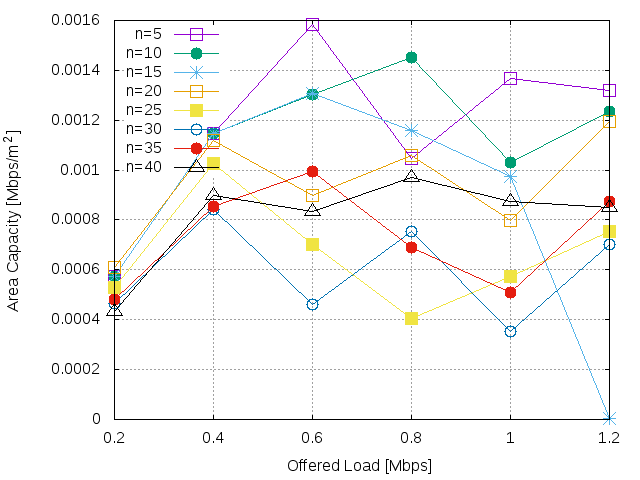 0.0016
0.0014
0.0012
0.001
0.0008
0.0006
0.0004
0.0002
0
Area Capacity [Mbps/m²]
n=5
n=10
n=15
n=20
n=25
n=30
n=35
n=40
0.2 0.4 0.6 0.8 1 1.2
Offered Load [Mbps]